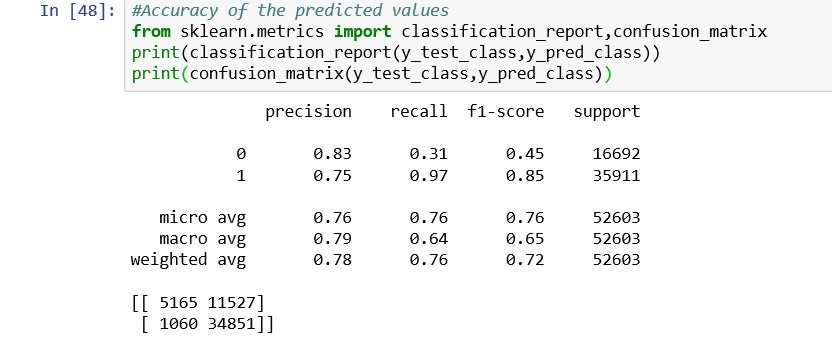 In [48]: #Accuracy of the predicted values
from sklearn.metrics import classification_report,confusion_matrix
print(classification_report(y_test_class,y_pred_class))
print(confusion_matrix(y_test_class,y_pred_class))
precision recall f1-score support
0 0.83 0.31 0.45 16692
1 0.75 0.97 0.85 35911
micro avg 0.76 0.76 0.76 52603
macro avg 0.79 0.64 0.65 52603
weighted avg 0.78 0.76 0.72 52603
[[ 5165 11527]
[ 1060 34851]]